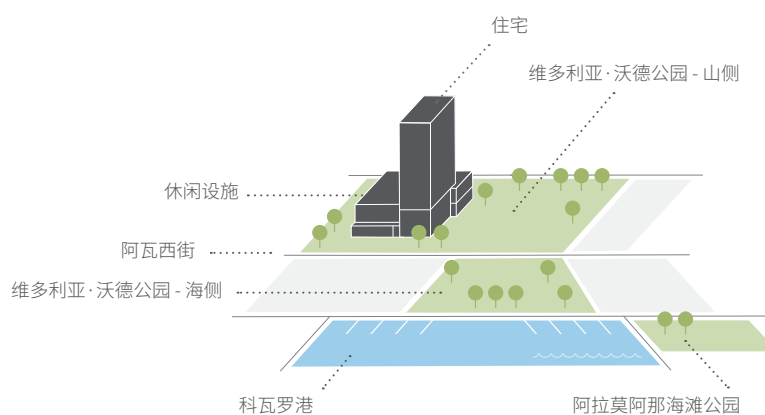 住宅
维多利亚·沃德公园 - 山侧
休闲设施
阿瓦西街
维多利亚·沃德公园 - 海侧
科瓦罗港
阿拉莫阿那海滩公园